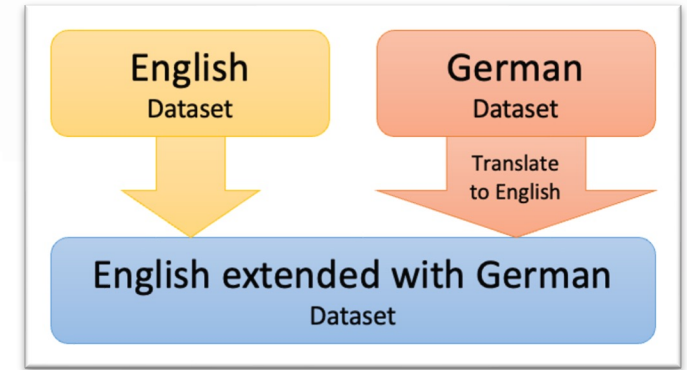 English
Dataset
German
Dataset
Translate
to English
English extended with German
Dataset